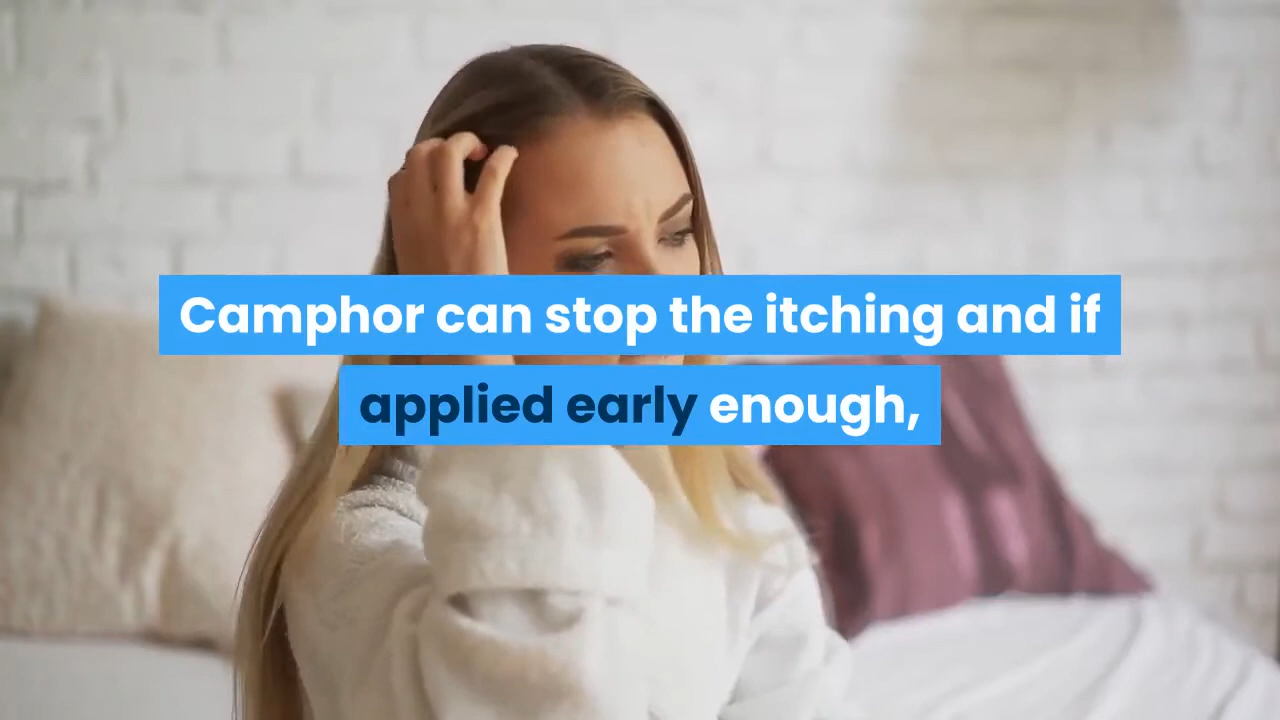 Camphor can stop the itching and if
applied early enough,